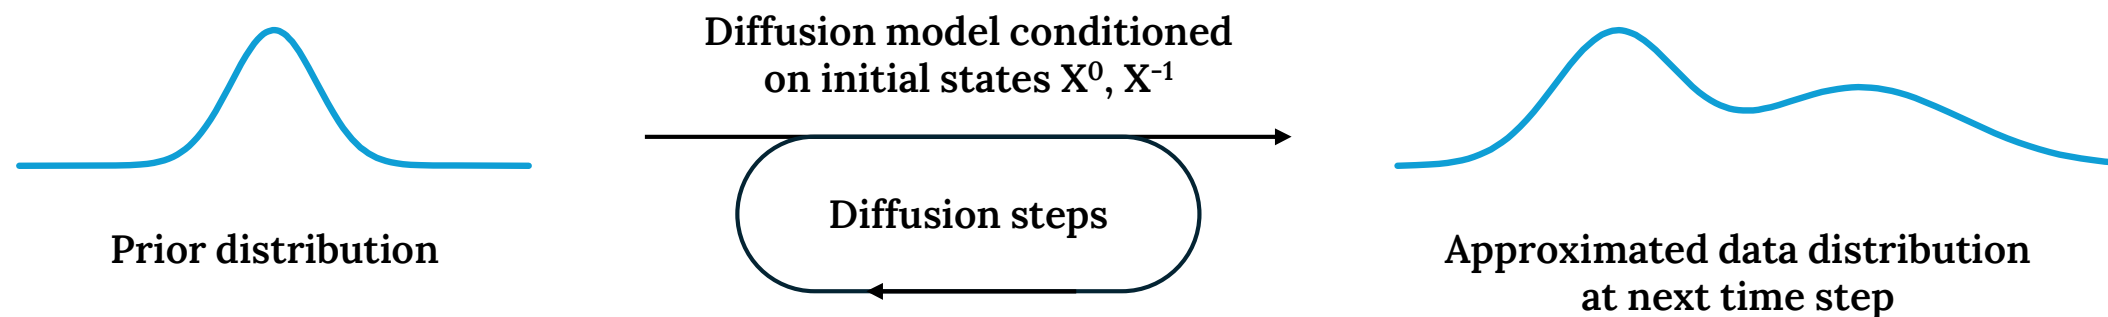 Diffusion model conditioned
on initial states X⁰, X⁻¹
Diffusion steps
Prior distribution
Approximated data distribution
at next time step